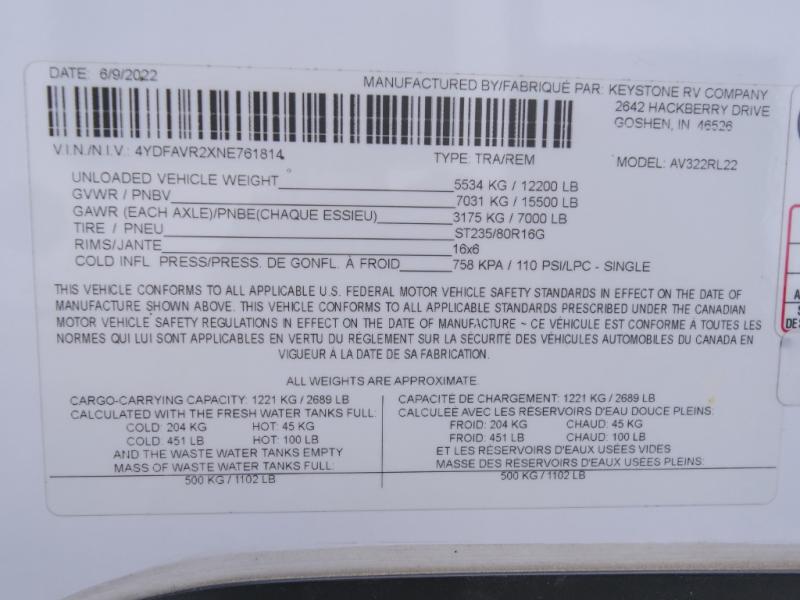 DATE: 6/9/2022
MANUFACTURED BY/FABRIQUÉ PAR: KEYSTONE RV COMPANY
2642 HACKBERRY DRIVE
GOSHEN, IN 46526
V.I.N./N.I.V.: 4YDFAVR2XNE761814
TYPE: TRA/REM
MODEL: AV322RL22
UNLOADED VEHICLE WEIGHT 5534 KG / 12200 LB
GVWR / PNBV 7031 KG / 15500 LB
GAWR (EACH AXLE)/PNBE(CHAQUE ESSIEU) 3175 KG / 7000 LB
TIRE / PNEU ST235/80R16G
RIMS/JANTE 16x6
COLD INFL PRESS/PRESS. DE GONFL. À FROID 758 KPA / 110 PSI/LPC - SINGLE
THIS VEHICLE CONFORMS TO ALL APPLICABLE U.S. FEDERAL MOTOR VEHICLE SAFETY STANDARDS IN EFFECT ON THE DATE OF
MANUFACTURE SHOWN ABOVE. THIS VEHICLE CONFORMS TO ALL APPLICABLE STANDARDS PRESCRIBED UNDER THE CANADIAN
MOTOR VEHICLE SAFETY REGULATIONS IN EFFECT ON THE DATE OF MANUFACTURE ~ CE VÉHICULE EST CONFORME À TOUTES LES
NORMES QUI LUI SONT APPLICABLES EN VERTU DU RÈGLEMENT SUR LA SÉCURITÉ DES VÉHICULES AUTOMOBILES DU CANADA EN
VIGUEUR À LA DATE DE SA FABRICATION.
ALL WEIGHTS ARE APPROXIMATE.
CARGO-CARRYING CAPACITY: 1221 KG / 2689 LB
CALCULATED WITH THE FRESH WATER TANKS FULL:
COLD: 204 KG HOT: 45 KG
COLD: 451 LB HOT: 100 LB
AND THE WASTE WATER TANKS EMPTY
MASS OF WASTE WATER TANKS FULL:
500 KG / 1102 LB
CAPACITÉ DE CHARGEMENT: 1221 KG / 2689 LB
CALCULEÉ AVEC LES RÉSERVOIRS D'EAU DOUCE PLEINS:
FROID: 204 KG CHAUD: 45 KG
FROID: 451 LB CHAUD: 100 LB
ET LES RÉSERVOIRS D'EAUX USÉES VIDES
MASSE DES RÉSERVOIRS D'EAUX USÉES PLEINS:
500 KG / 1102 LB